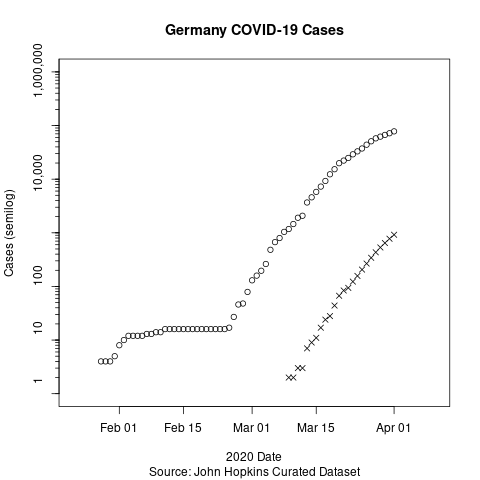 Germany COVID-19 Cases
Cases (semilog)
1,000,000
10,000
100
10
1
Feb 01
Feb 15
Mar 01
Mar 15
Apr 01
2020 Date
Source: John Hopkins Curated Dataset